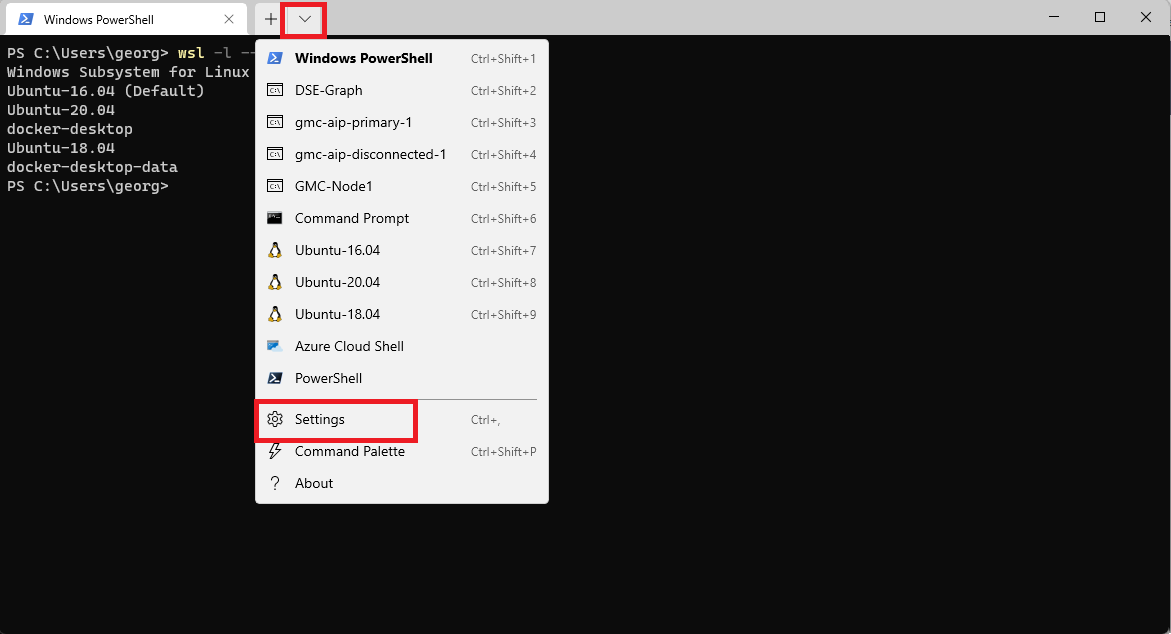 Windows PowerShell
PS C:\Users\georg> wsl -l --
Windows Subsystem for Linux
Ubuntu-16.04 (Default)
Ubuntu-20.04
docker-desktop
Ubuntu-18.04
docker-desktop-data
PS C:\Users\georg>
Windows PowerShell Ctrl+Shift+1
DSE-Graph Ctrl+Shift+2
gmc-aip-primary-1 Ctrl+Shift+3
gmc-aip-disconnected-1 Ctrl+Shift+4
GMC-Node1 Ctrl+Shift+5
Command Prompt Ctrl+Shift+6
Ubuntu-16.04 Ctrl+Shift+7
Ubuntu-20.04 Ctrl+Shift+8
Ubuntu-18.04 Ctrl+Shift+9
Azure Cloud Shell
PowerShell
Settings Ctrl+,
Command Palette Ctrl+Shift+P
? About